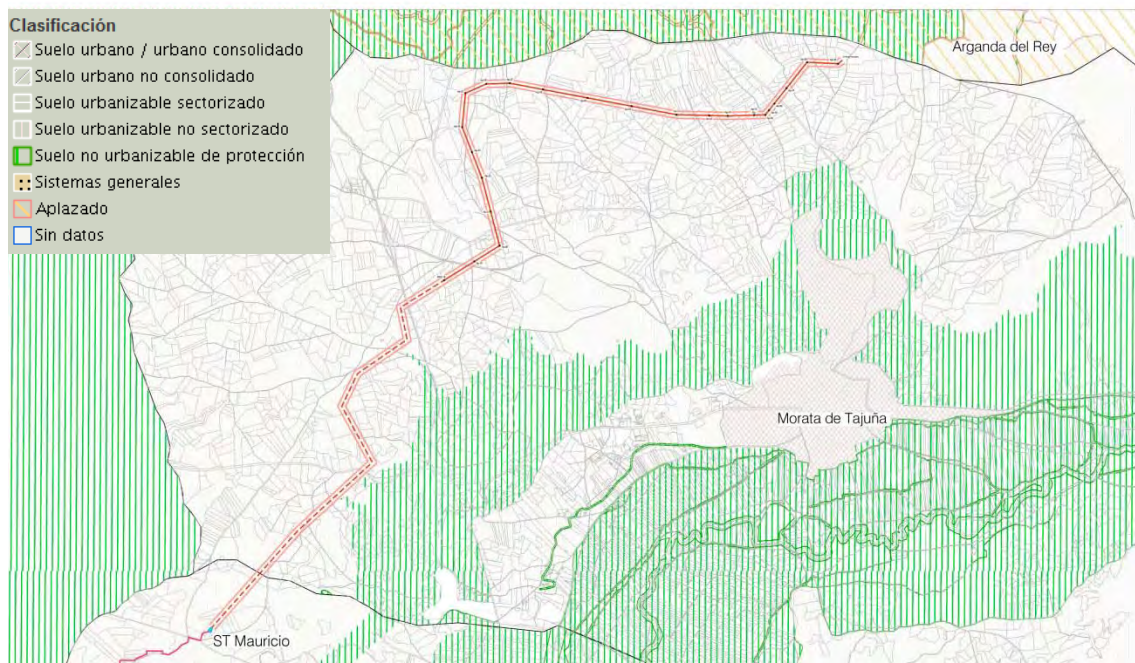 Clasificación
Suelo urbano / urbano consolidado
Suelo urbano no consolidado
Suelo urbanizable sectorizado
Suelo urbanizable no sectorizado
Suelo no urbanizable de protección
Sistemas generales
Aplazado
Sin datos
Arganda del Rey
Morata de Tajuña
ST Mauricio